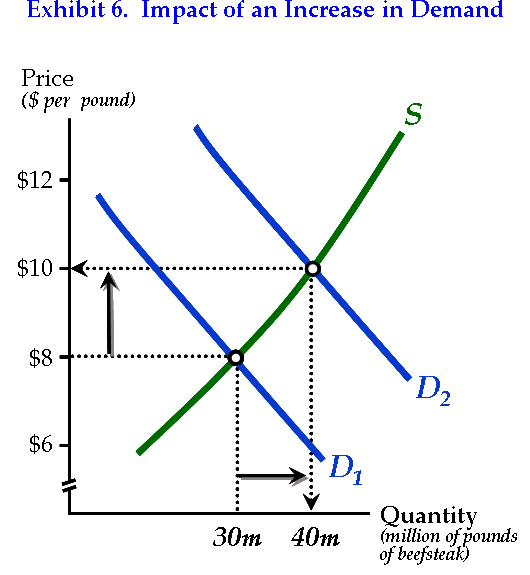 Exhibit 6. Impact of an Increase in Demand
Price
($ per pound)
S
$12
$10
$8
D2
$6
D1
30m 40m
Quantity
(million of pounds
of beefsteak)